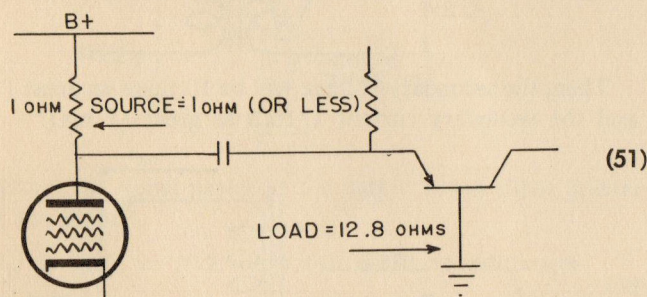 B+
1 OHM
SOURCE = 1 OHM (OR LESS)
(51)
LOAD = 12.8 OHMS